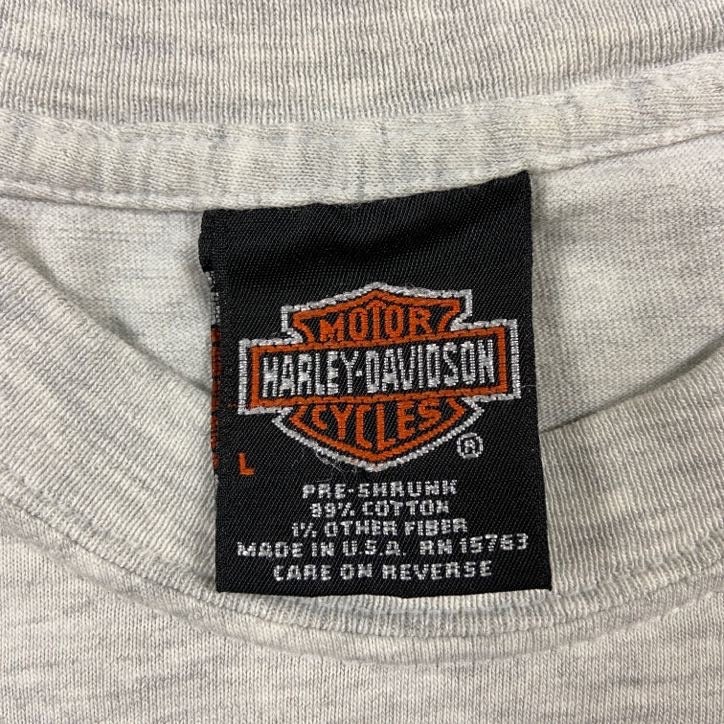 MOTOR
HARLEY-DAVIDSON
CYCLES
®
L
PRE-SHRUNK
99% COTTON
1% OTHER FIBER
MADE IN U.S.A. RN 15763
CARE ON REVERSE